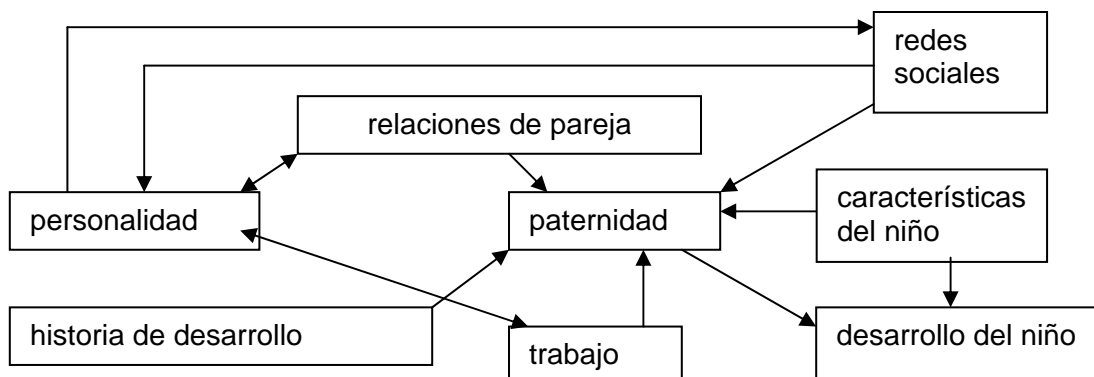 redes
sociales
relaciones de pareja
personalidad
paternidad
características
del niño
historia de desarrollo
trabajo
desarrollo del niño